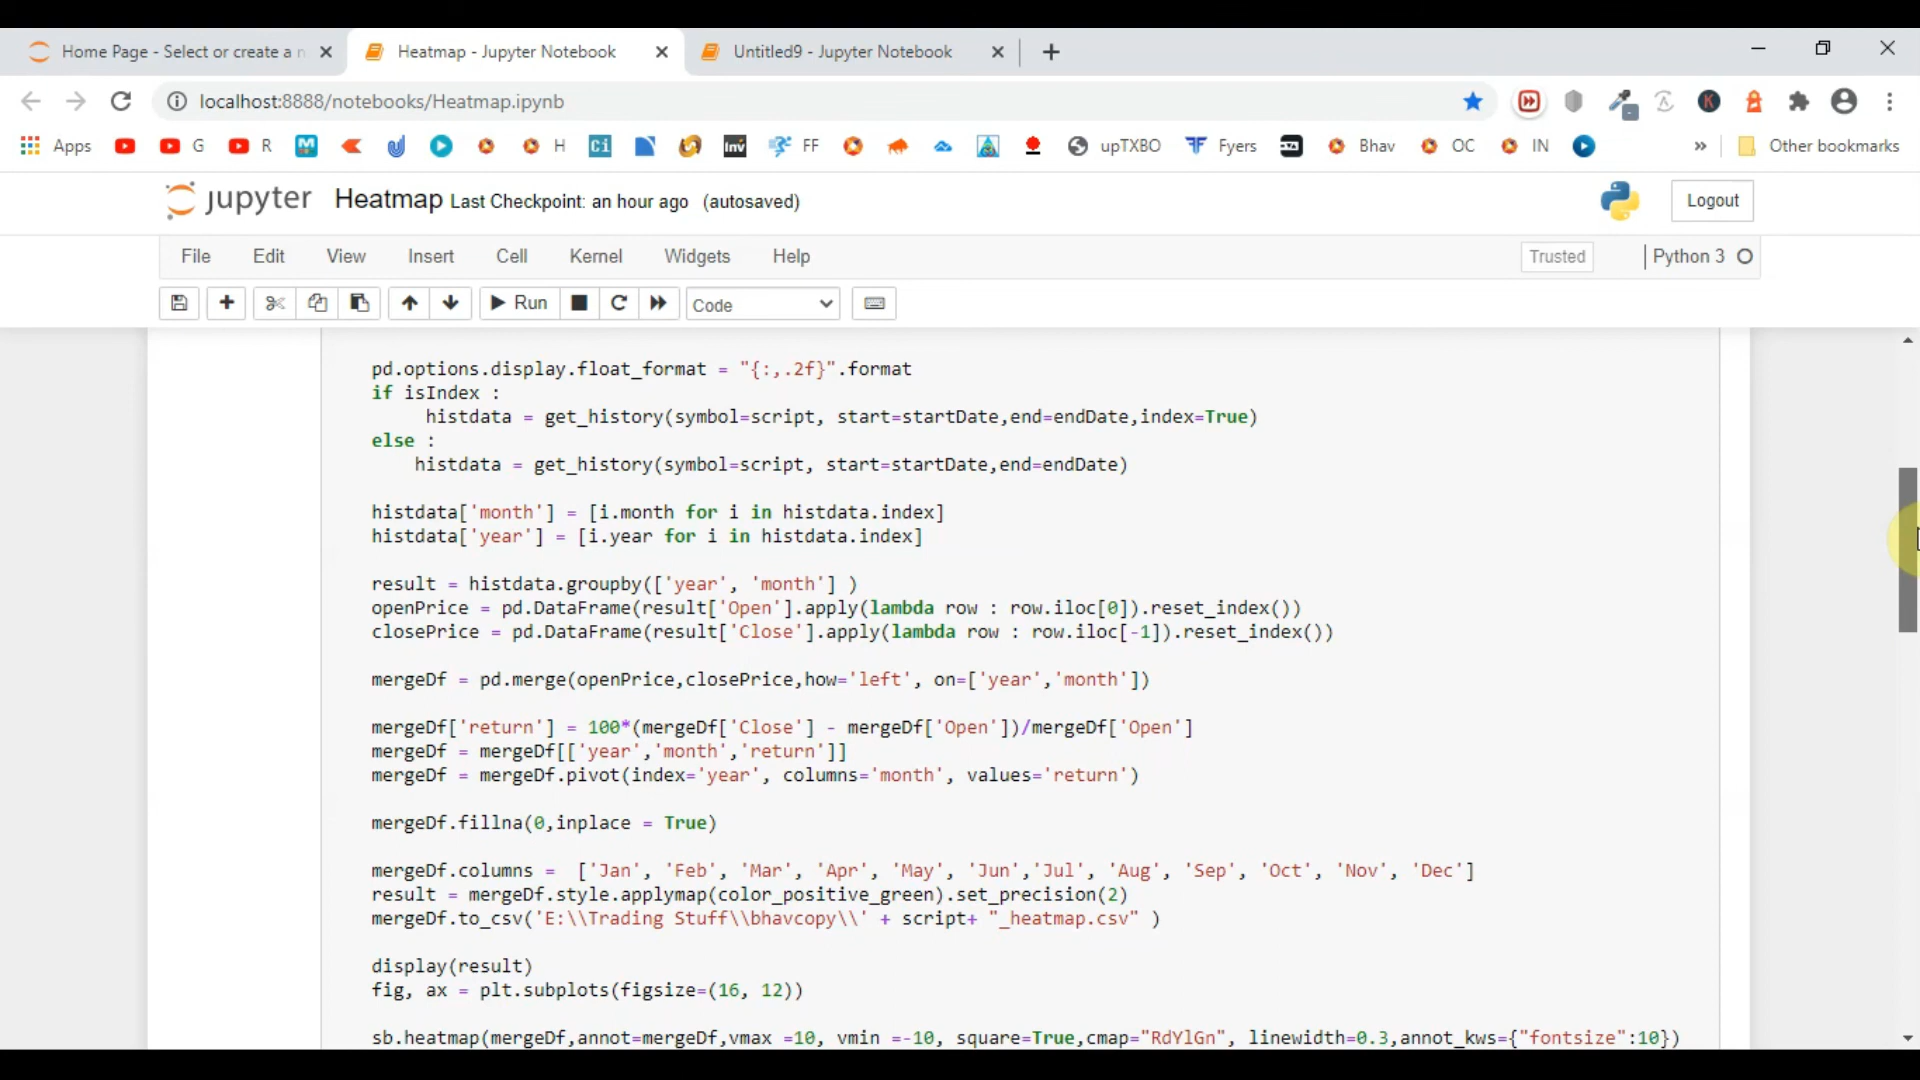 Home Page - Select or create a n
Heatmap - Jupyter Notebook
Untitled9 - Jupyter Notebook
localhost:8888/notebooks/Heatmap.ipynb
Apps G R H Ci Inv FF upTXBO Fyers Bhav OC IN » Other bookmarks
jupyter Heatmap Last Checkpoint: an hour ago (autosaved) Logout
File Edit View Insert Cell Kernel Widgets Help Trusted Python 3
Run Code
pd.options.display.float_format = "{:,.2f}".format
if isIndex :
histdata = get_history(symbol=script, start=startDate,end=endDate,index=True)
else :
histdata = get_history(symbol=script, start=startDate,end=endDate)
histdata['month'] = [i.month for i in histdata.index]
histdata['year'] = [i.year for i in histdata.index]
result = histdata.groupby(['year', 'month'] )
openPrice = pd.DataFrame(result['Open'].apply(lambda row : row.iloc[0]).reset_index())
closePrice = pd.DataFrame(result['Close'].apply(lambda row : row.iloc[-1]).reset_index())
mergeDf = pd.merge(openPrice,closePrice,how='left', on=['year','month'])
mergeDf['return'] = 100*(mergeDf['Close'] - mergeDf['Open'])/mergeDf['Open']
mergeDf = mergeDf[['year','month','return']]
mergeDf = mergeDf.pivot(index='year', columns='month', values='return')
mergeDf.fillna(0,inplace = True)
mergeDf.columns =  ['Jan', 'Feb', 'Mar', 'Apr', 'May', 'Jun','Jul', 'Aug', 'Sep', 'Oct', 'Nov', 'Dec']
result = mergeDf.style.applymap(color_positive_green).set_precision(2)
mergeDf.to_csv('E:\\Trading Stuff\\bhavcopy\\' + script+ "_heatmap.csv" )
display(result)
fig, ax = plt.subplots(figsize=(16, 12))
sb.heatmap(mergeDf,annot=mergeDf,vmax =10, vmin =-10, square=True,cmap="RdYlGn", linewidth=0.3,annot_kws={"fontsize":10})